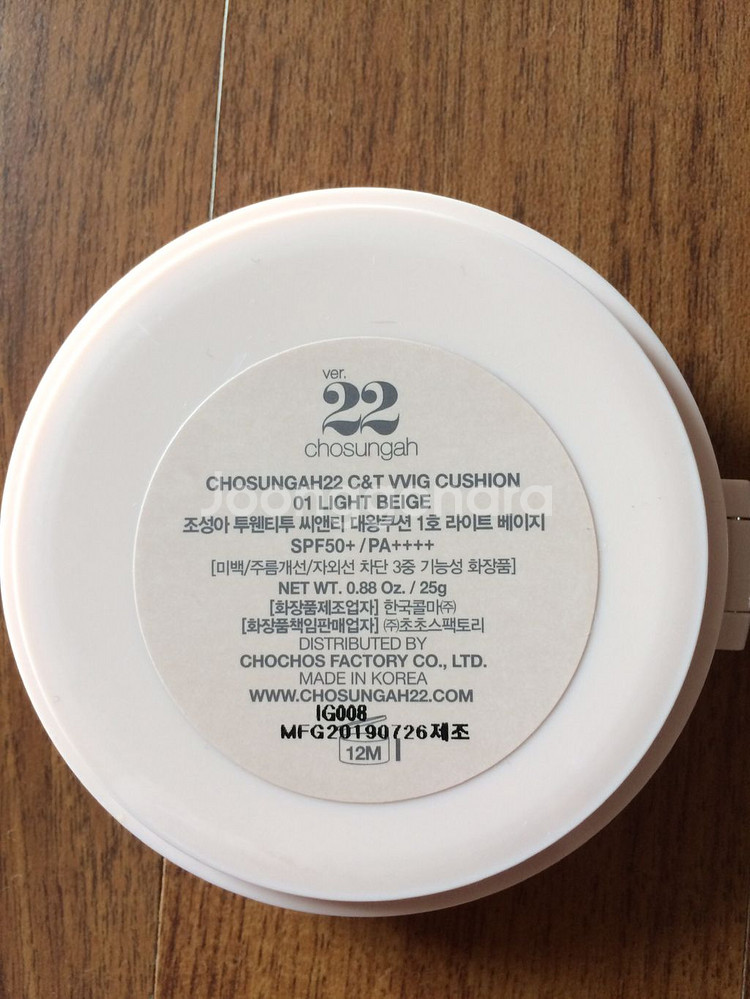 ver.
22
chosungah
CHOSUNGAH22 C&T VVIG CUSHION
01 LIGHT BEIGE
조성아 투웬티투 씨앤티 대왕쿠션 1호 라이트 베이지
SPF50+ / PA++++
[미백/주름개선/자외선 차단 3중 기능성 화장품]
NET WT. 0.88 Oz. / 25g
[화장품제조업자] 한국콜마㈜
[화장품책임판매업자] ㈜초초스팩토리
DISTRIBUTED BY
CHOCHOS FACTORY CO., LTD.
MADE IN KOREA
WWW.CHOSUNGAH22.COM
IG008
MFG20190726제조
12M
Joongonara